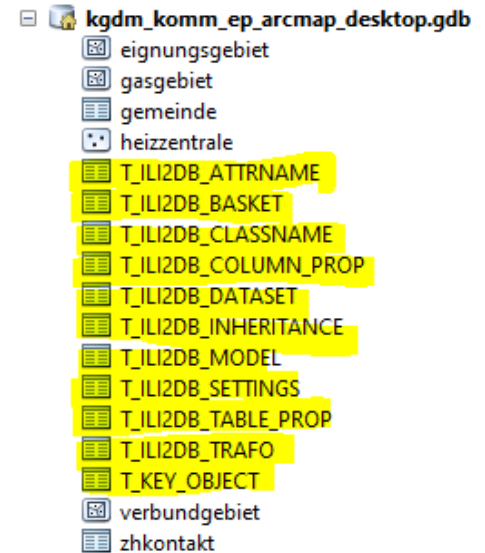 kgdm_komm_ep_arcmap_desktop.gdb
eignungsgebiet
gasgebiet
gemeinde
heizzentrale
T_ILI2DB_ATTRNAME
T_ILI2DB_BASKET
T_ILI2DB_CLASSNAME
T_ILI2DB_COLUMN_PROP
T_ILI2DB_DATASET
T_ILI2DB_INHERITANCE
T_ILI2DB_MODEL
T_ILI2DB_SETTINGS
T_ILI2DB_TABLE_PROP
T_ILI2DB_TRAFO
T_KEY_OBJECT
verbundgebiet
zhkontakt